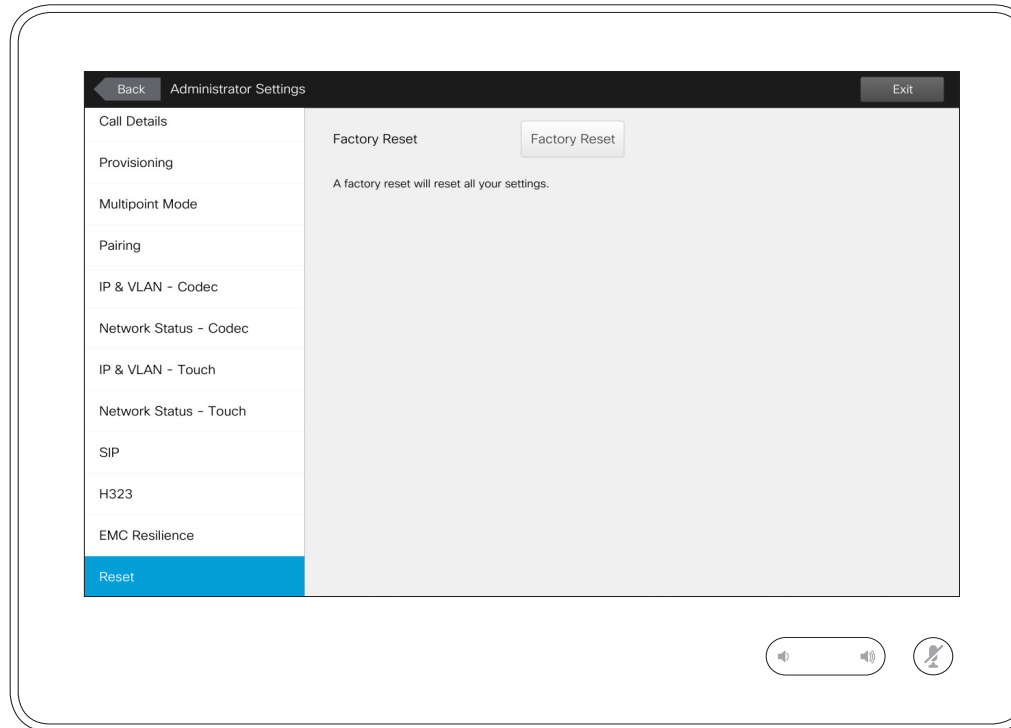 Back Administrator Settings Exit
Call Details
Provisioning
Multipoint Mode
Pairing
IP & VLAN - Codec
Network Status - Codec
IP & VLAN - Touch
Network Status - Touch
SIP
H323
EMC Resilience
Reset
Factory Reset Factory Reset
A factory reset will reset all your settings.